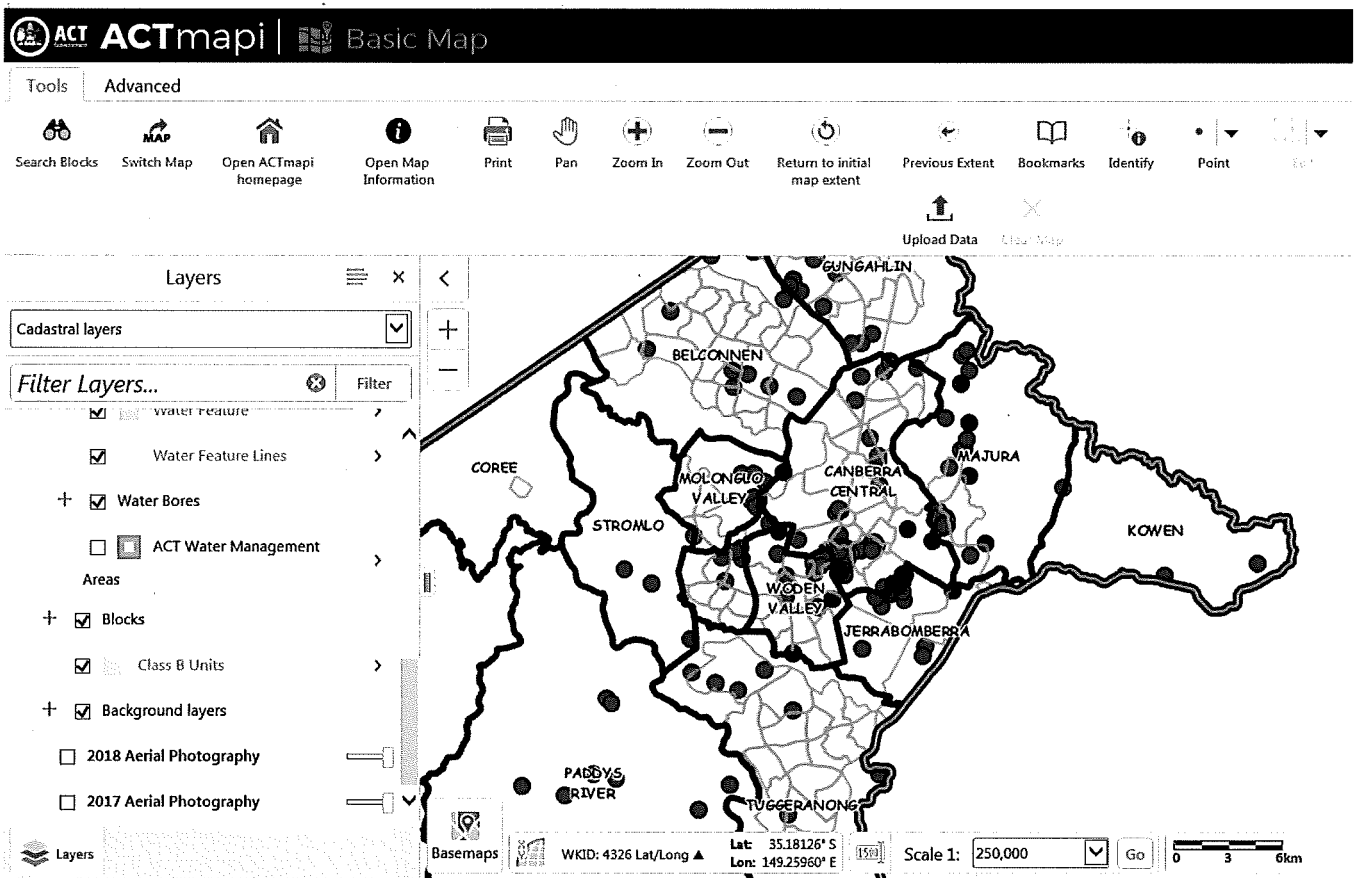 ACT ACTmapi | Basic Map
Tools Advanced
Search Blocks
Switch Map
Open ACTmapi
homepage
Open Map
Information
Print
Pan
Zoom In
Zoom Out
Return to initial
map extent
Previous Extent
Bookmarks
Identify
Point
Upload Data
Clear Map
Layers
Cadastral layers
Filter Layers...
Filter
Water Feature
Water Feature Lines
Water Bores
ACT Water Management
Areas
Blocks
Class B Units
Background layers
2018 Aerial Photography
2017 Aerial Photography
Layers
GUNGAHLIN
BELCONNEN
COREE
MOLONGLO
VALLEY
CANBERRA
CENTRAL
MAJURA
STROMLO
KOWEN
WODEN
VALLEY
JERRABOMBERRA
PADDYS
RIVER
TUGGERANONG
Basemaps
WKID: 4326 Lat/Long ▲
Lat: 35.18126° S
Lon: 149.25960° E
Scale 1: 250,000
Go
0 3 6km